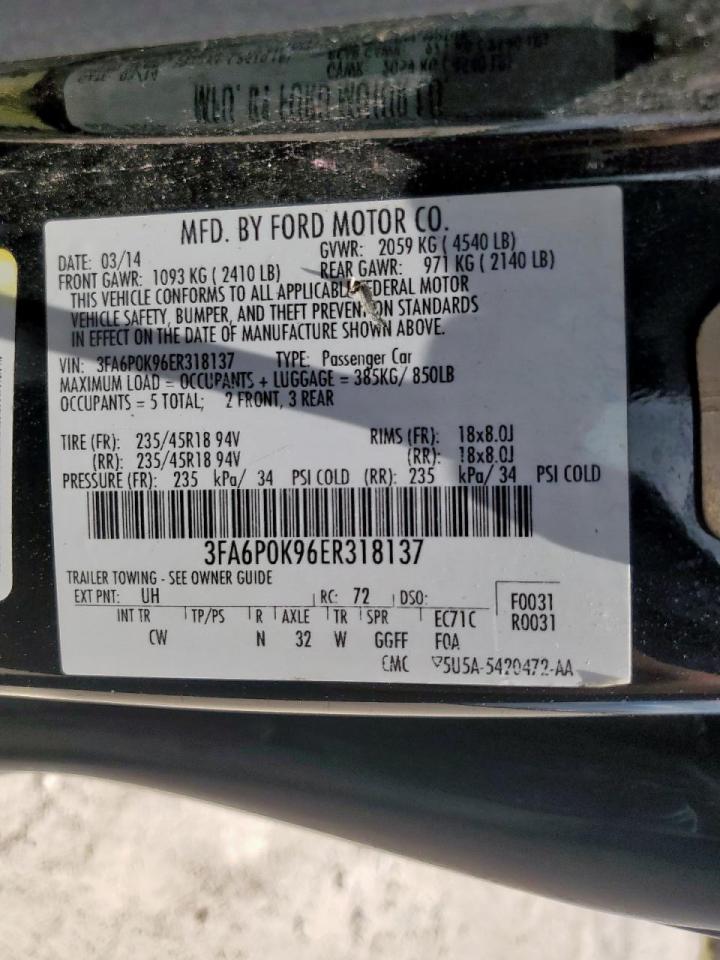 MFD. BY FORD MOTOR CO.
DATE: 03/14 GVWR: 2059 KG ( 4540 LB)
FRONT GAWR: 1093 KG ( 2410 LB) REAR GAWR: 971 KG ( 2140 LB)
THIS VEHICLE CONFORMS TO ALL APPLICABLE FEDERAL MOTOR
VEHICLE SAFETY, BUMPER, AND THEFT PREVENTION STANDARDS
IN EFFECT ON THE DATE OF MANUFACTURE SHOWN ABOVE.
VIN: 3FA6P0K96ER318137 TYPE: Passenger Car
MAXIMUM LOAD = OCCUPANTS + LUGGAGE = 385KG/ 850LB
OCCUPANTS = 5 TOTAL; 2 FRONT, 3 REAR
TIRE (FR): 235/45R18 94V RIMS (FR): 18x8.0J
(RR): 235/45R18 94V (RR): 18x8.0J
PRESSURE (FR): 235 kPa/ 34 PSI COLD (RR): 235 kPa/ 34 PSI COLD
3FA6P0K96ER318137
TRAILER TOWING - SEE OWNER GUIDE
EXT PNT: UH RC: 72 DSO: F0031
INT TR TP/PS R AXLE TR SPR EC71C R0031
CW N 32 W GGFF F0A
CMC 5U5A-5420472-AA